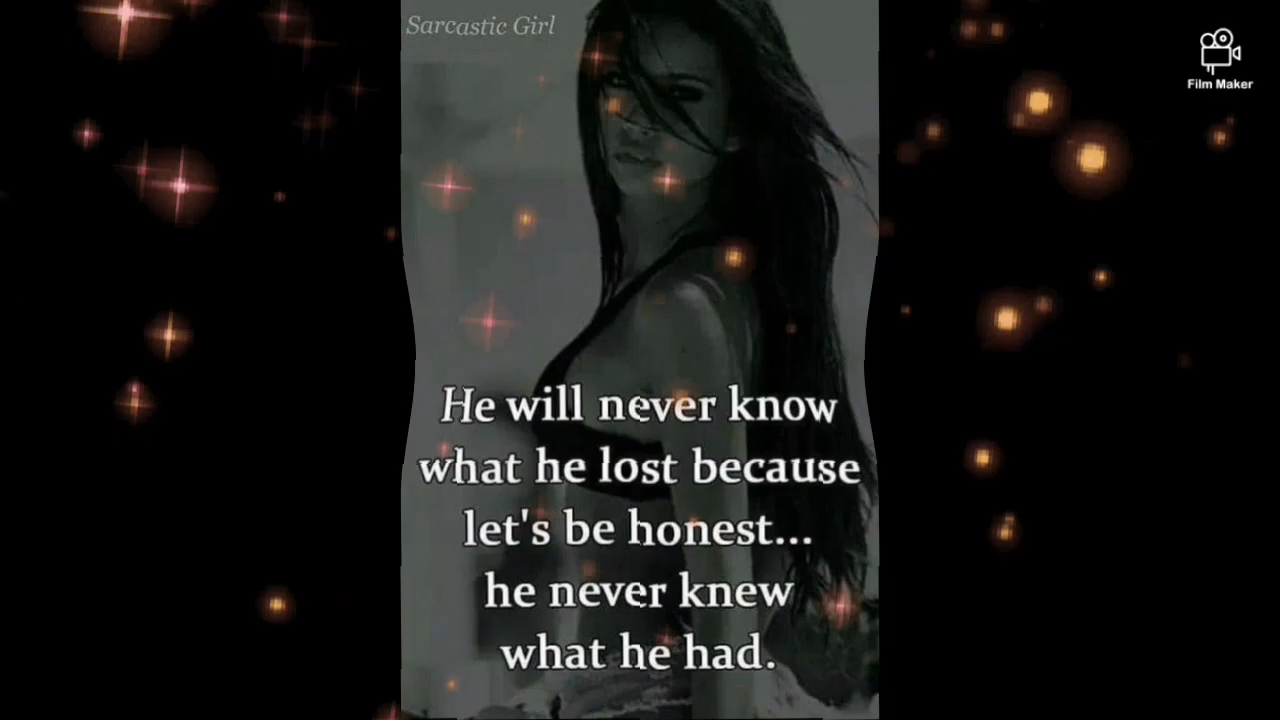 Sarcastic Girl
Film Maker
He will never know
what he lost because
let's be honest...
he never knew
what he had.